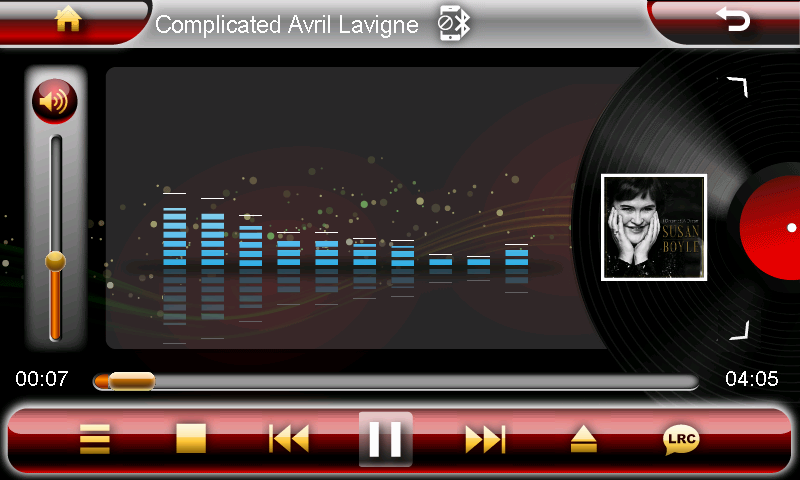 Complicated Avril Lavigne
SUSAN
BOYLE
00:07
04:05
LRC